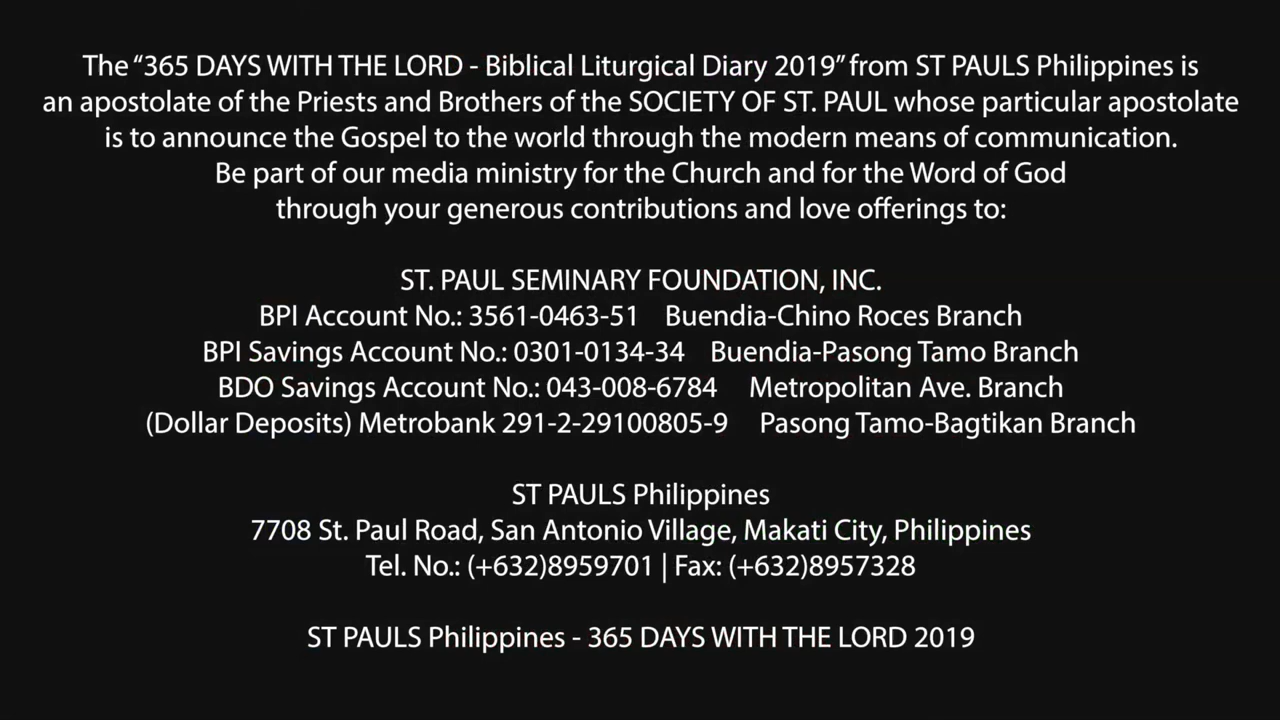 The “365 DAYS WITH THE LORD - Biblical Liturgical Diary 2019” from ST PAULS Philippines is
an apostolate of the Priests and Brothers of the SOCIETY OF ST. PAUL whose particular apostolate
is to announce the Gospel to the world through the modern means of communication.
Be part of our media ministry for the Church and for the Word of God
through your generous contributions and love offerings to:
ST. PAUL SEMINARY FOUNDATION, INC.
BPI Account No.: 3561-0463-51 Buendia-Chino Roces Branch
BPI Savings Account No.: 0301-0134-34 Buendia-Pasong Tamo Branch
BDO Savings Account No.: 043-008-6784 Metropolitan Ave. Branch
(Dollar Deposits) Metrobank 291-2-29100805-9 Pasong Tamo-Bagtikan Branch
ST PAULS Philippines
7708 St. Paul Road, San Antonio Village, Makati City, Philippines
Tel. No.: (+632)8959701 | Fax: (+632)8957328
ST PAULS Philippines - 365 DAYS WITH THE LORD 2019